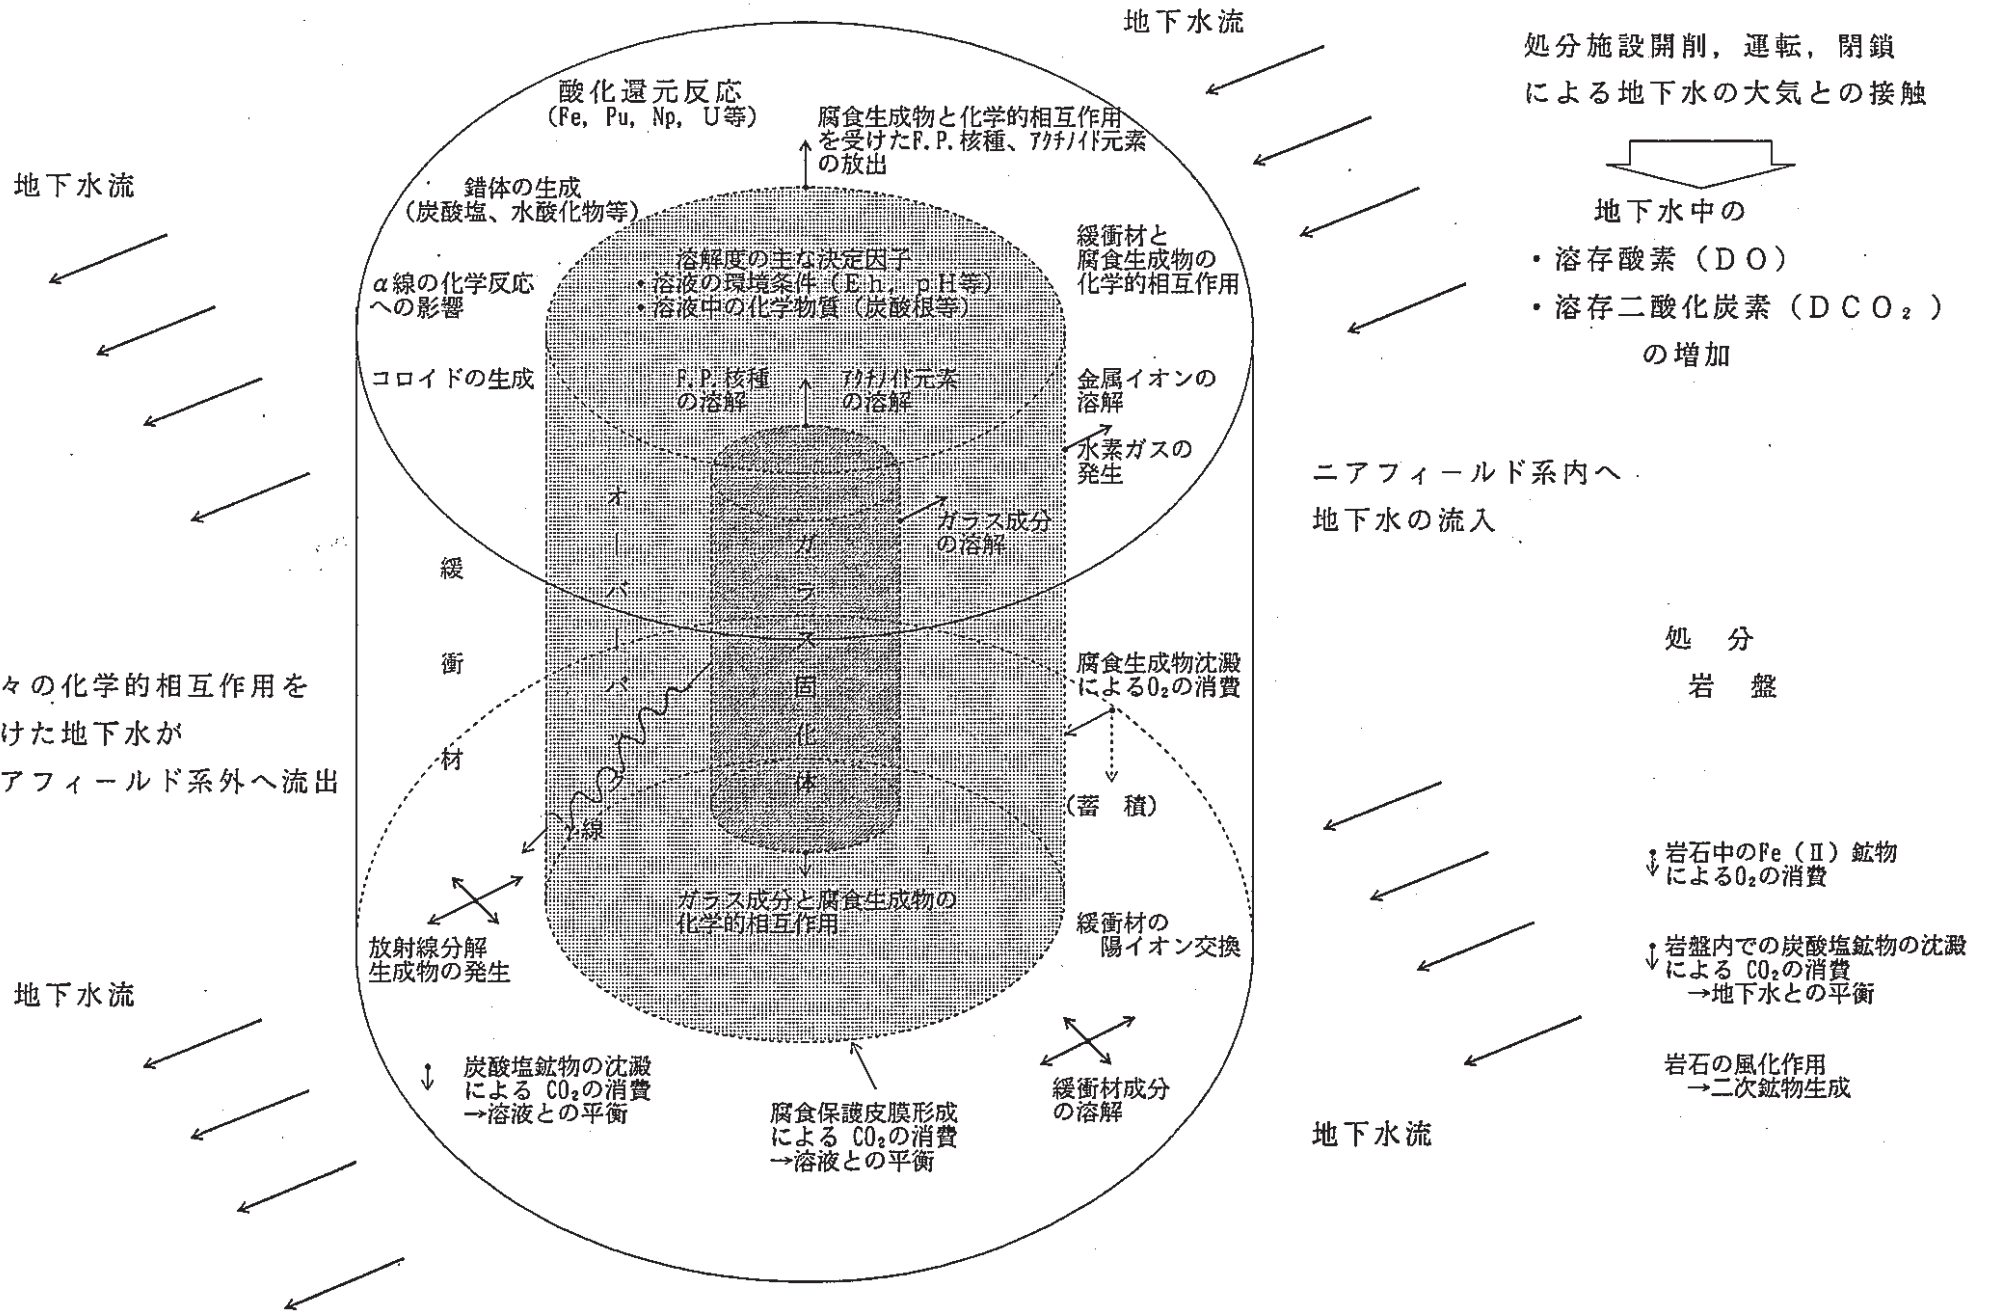 地下水流
処分施設開削, 運転, 閉鎖
による地下水の大気との接触
地下水中の
・溶存酸素（DO）
・溶存二酸化炭素（DCO₂）
の増加
酸化還元反応
(Fe, Pu, Np, U等)
腐食生成物と化学的相互作用
を受けたF.P.核種、アクチノイド元素
の放出
地下水流
錯体の生成
(炭酸塩、水酸化物等)
緩衝材と
腐食生成物の
化学的相互作用
溶解度の主な決定因子
・溶液の環境条件（Eh, pH等）
・溶液中の化学物質（炭酸根等）
α線の化学反応
への影響
コロイドの生成
F.P.核種
の溶解
アクチノイド元素
の溶解
金属イオンの
溶解
水素ガスの
発生
ガラス成分
の溶解
ニアフィールド系内へ
地下水の流入
緩衝材
オーバーパック
ガラス固化体
処 分
岩 盤
腐食生成物沈澱
によるO₂の消費
(蓄 積)
々の化学的相互作用を
けた地下水が
アフィールド系外へ流出
γ線
ガラス成分と腐食生成物の
化学的相互作用
放射線分解
生成物の発生
緩衝材の
陽イオン交換
岩石中のFe（Ⅱ）鉱物
によるO₂の消費
岩盤内での炭酸塩鉱物の沈澱
による CO₂の消費
→地下水との平衡
岩石の風化作用
→二次鉱物生成
地下水流
炭酸塩鉱物の沈澱
による CO₂の消費
→溶液との平衡
腐食保護皮膜形成
による CO₂の消費
→溶液との平衡
緩衝材成分
の溶解
地下水流